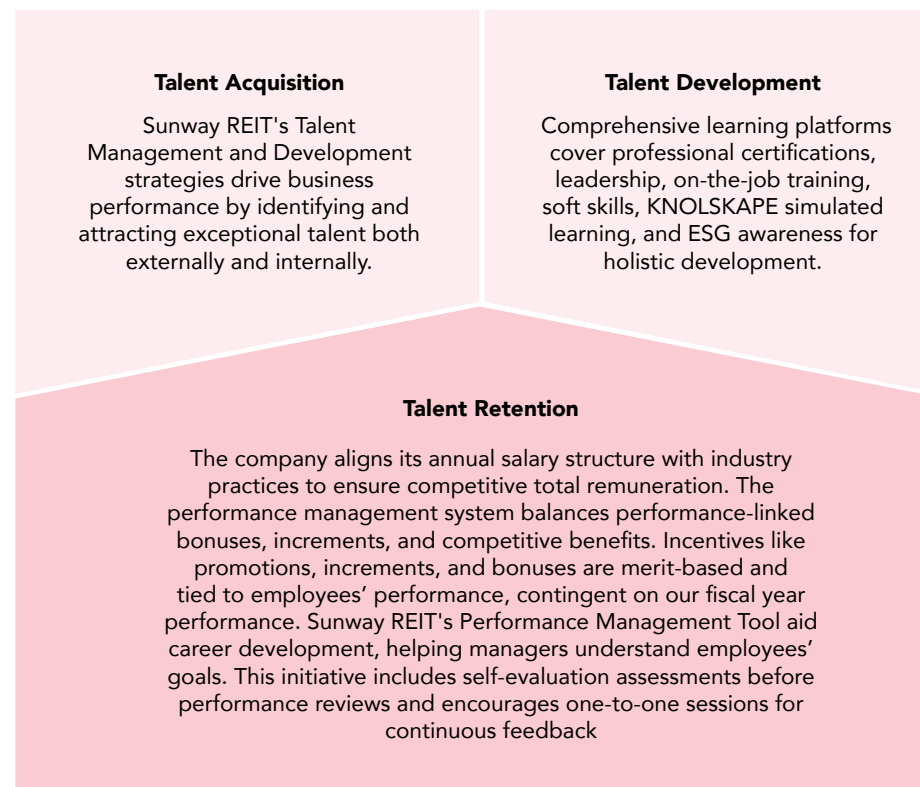 Talent Acquisition
Sunway REIT's Talent
Management and Development
strategies drive business
performance by identifying and
attracting exceptional talent both
externally and internally.
Talent Development
Comprehensive learning platforms
cover professional certifications,
leadership, on-the-job training,
soft skills, KNOLSKAPE simulated
learning, and ESG awareness for
holistic development.
Talent Retention
The company aligns its annual salary structure with industry
practices to ensure competitive total remuneration. The
performance management system balances performance-linked
bonuses, increments, and competitive benefits. Incentives like
promotions, increments, and bonuses are merit-based and
tied to employees’ performance, contingent on our fiscal year
performance. Sunway REIT's Performance Management Tool aid
career development, helping managers understand employees’
goals. This initiative includes self-evaluation assessments before
performance reviews and encourages one-to-one sessions for
continuous feedback